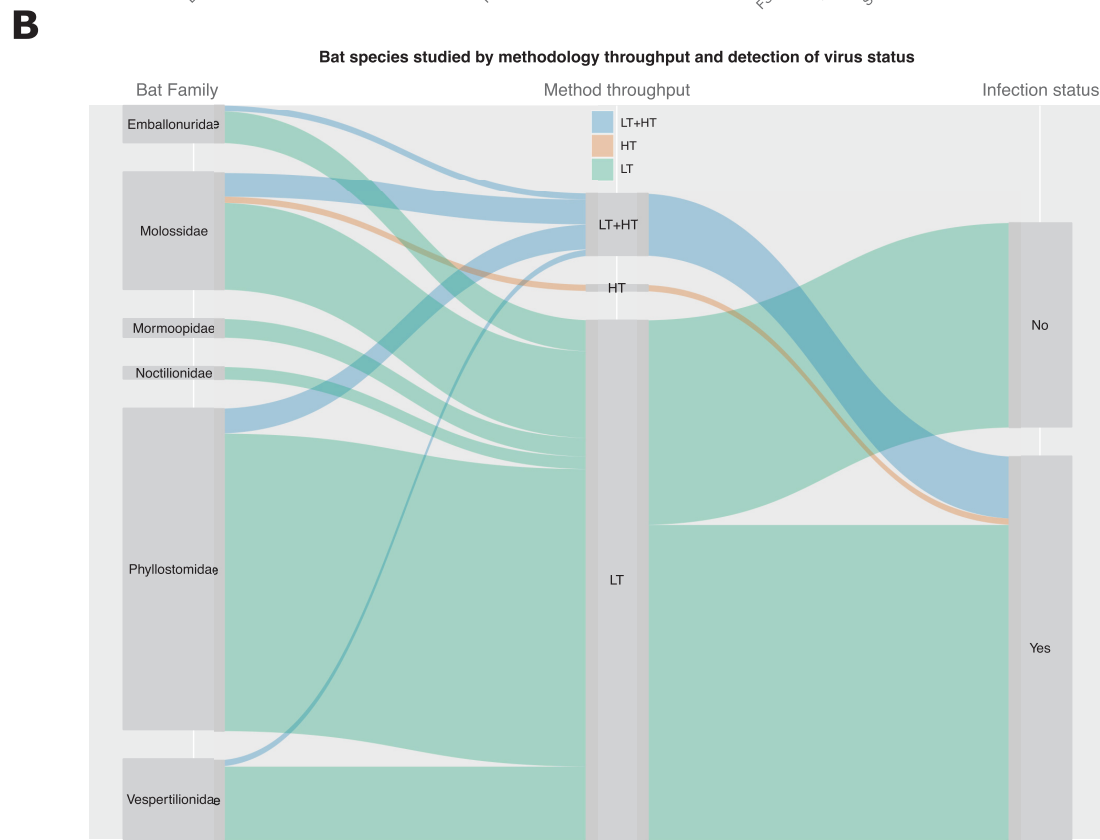 B
Bat species studied by methodology throughput and detection of virus status
Bat Family
Method throughput
Infection status
LT+HT
HT
LT
Emballonuridae
Molossidae
Mormoopidae
Noctilionidae
Phyllostomidae
Vespertilionidae
LT+HT
HT
LT
No
Yes